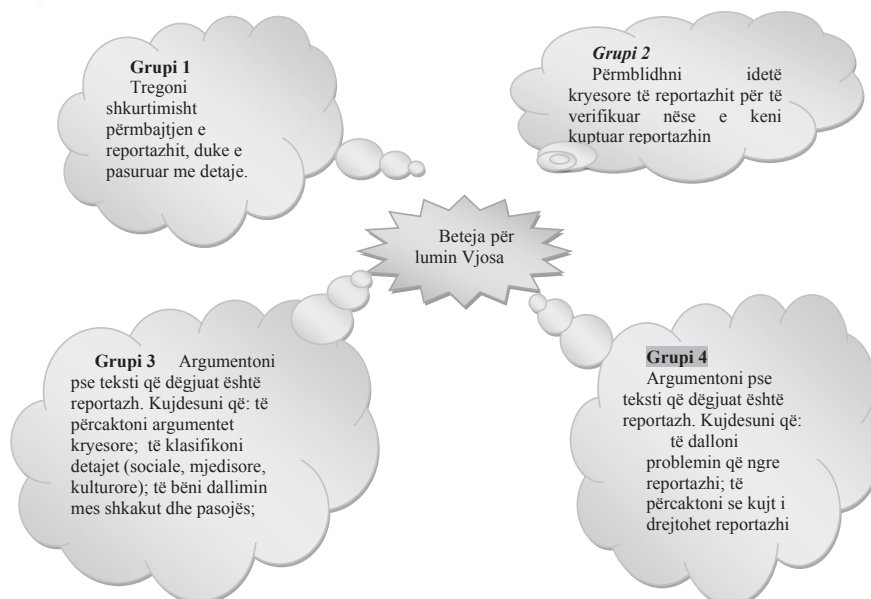 Grupi 1
Tregoni
shkurtimisht
përmbajtjen e
reportazhit, duke e
pasuruar me detaje.
Grupi 2
Përmblidhni idetë
kryesore të reportazhit për të
verifikuar nëse e keni
kuptuar reportazhin
Beteja për
lumin Vjosa
Grupi 3 Argumentoni
pse teksti që dëgjuat është
reportazh. Kujdesuni që: të
përcaktoni argumentet
kryesore; të klasifikoni
detajet (sociale, mjedisore,
kulturore); të bëni dallimin
mes shkakut dhe pasojës;
Grupi 4
Argumentoni pse
teksti që dëgjuat është
reportazh. Kujdesuni që:
të dalloni
problemin që ngre
reportazhi; të
përcaktoni se kujt i
drejtohet reportazhi